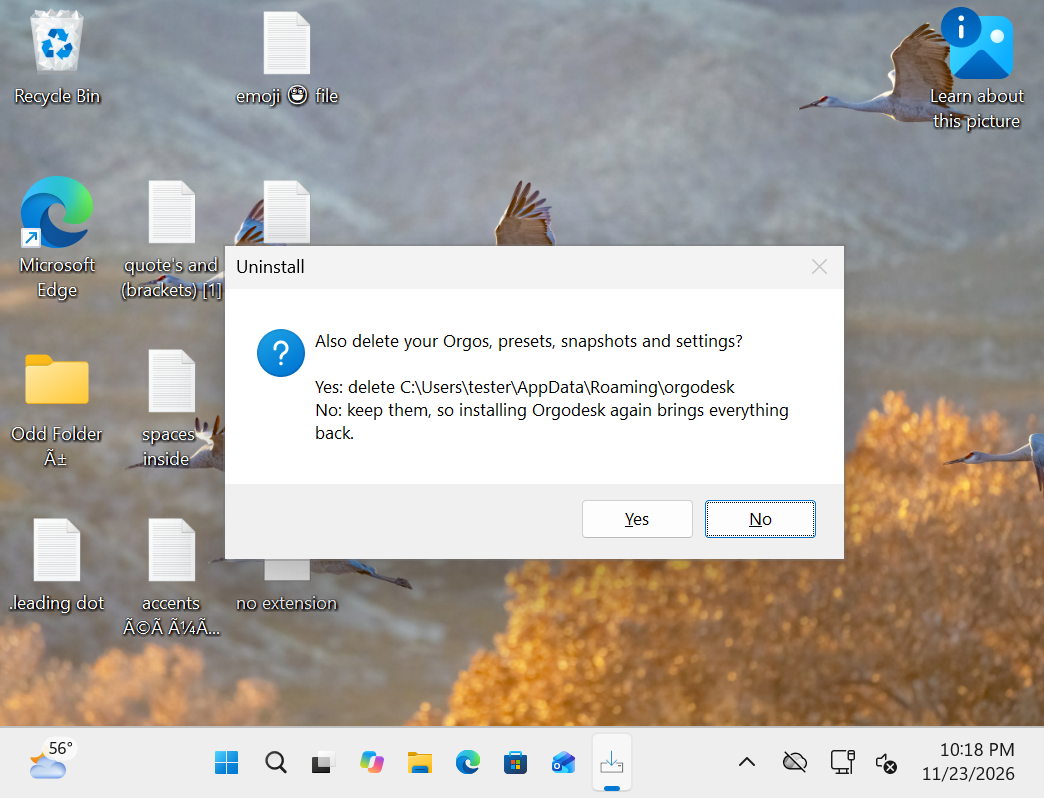 Recycle Bin
emoji 😀 file
Learn about
this picture
Microsoft
Edge
quote's and
(brackets) [1]
Uninstall
?
Also delete your Orgos, presets, snapshots and settings?
Yes: delete C:\Users\tester\AppData\Roaming\orgodesk
No: keep them, so installing Orgodesk again brings everything
back.
Yes
No
Odd Folder
Ã±
spaces
inside
.leading dot
accents
Ã©Ã Ã¼Ã...
no extension
56°
10:18 PM
11/23/2026